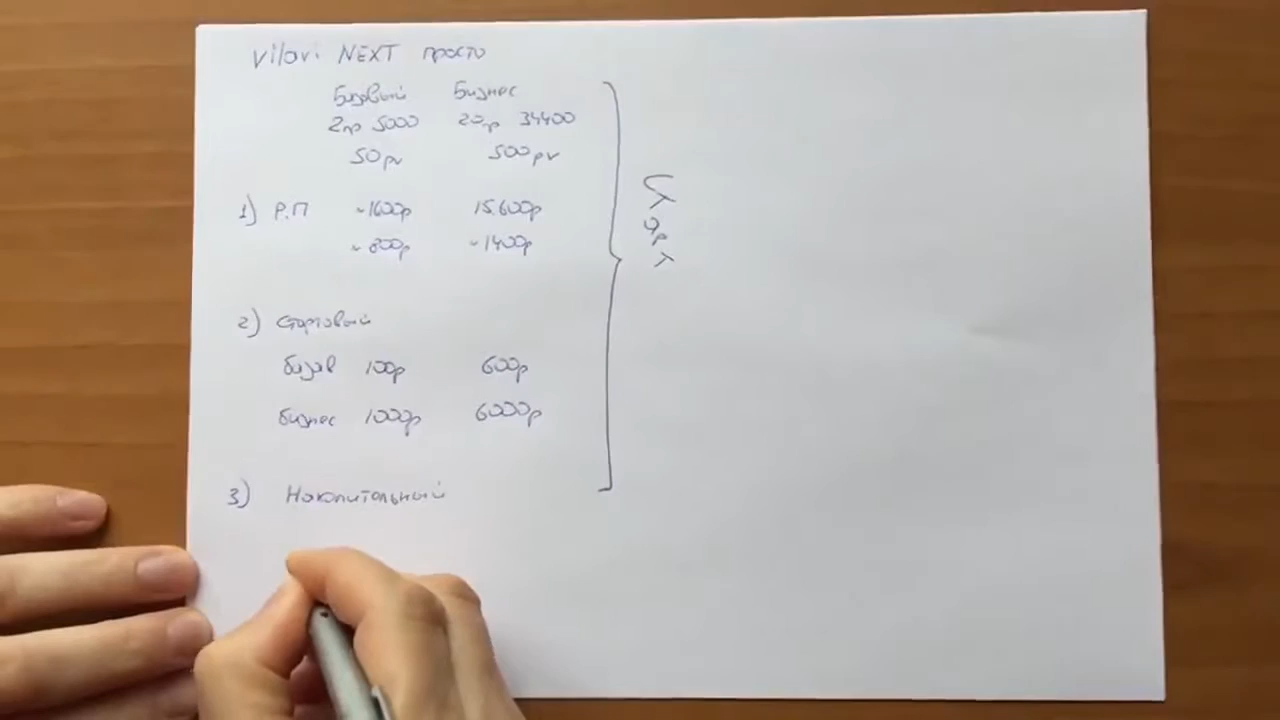 Vilavi NEXT просто
Базовый Бизнес
2пр 5000 20пр 34400
50pv 500pv
1) Р.П ~1600р 15.600р
~800р ~1400р
2) Стартовый
базов 100р 600р
бизнес 1000р 6000р
3) Накопительный